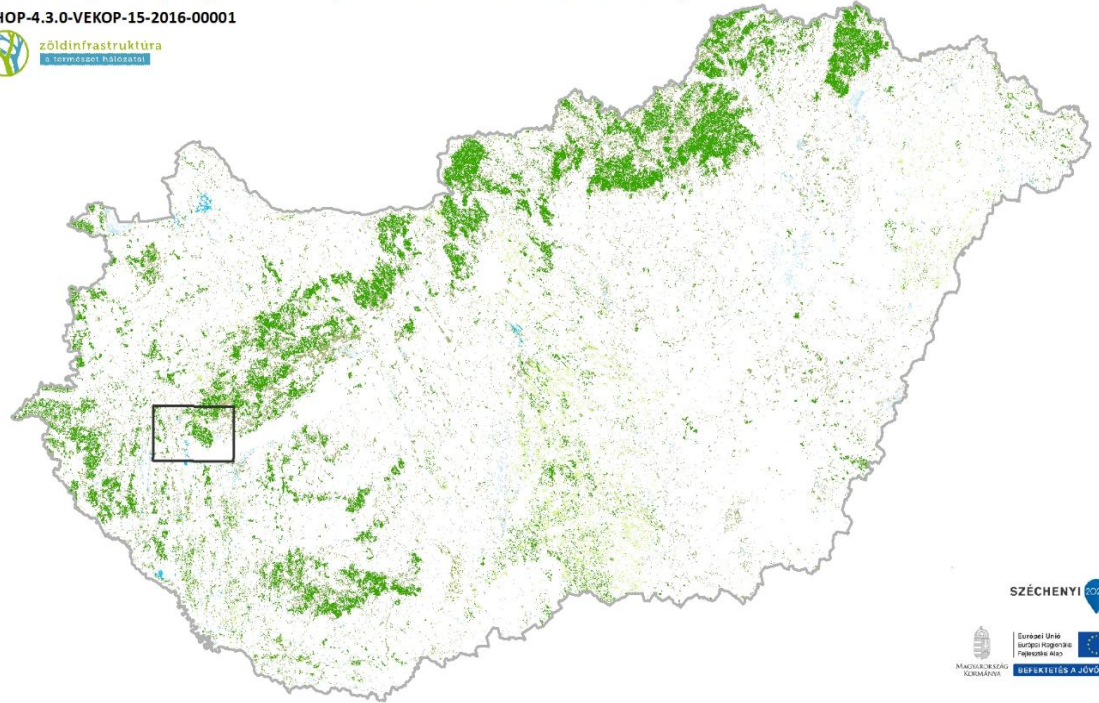 HOP-4.3.0-VEKOP-15-2016-00001
zöldinfrastruktúra
a természet hálózatai
SZÉCHENYI 202
Európai Unió
Európai Regionális
Fejlesztési Alap
MAGYARORSZÁG
KORMÁNYA
BEFEKTETÉS A JÖVŐ